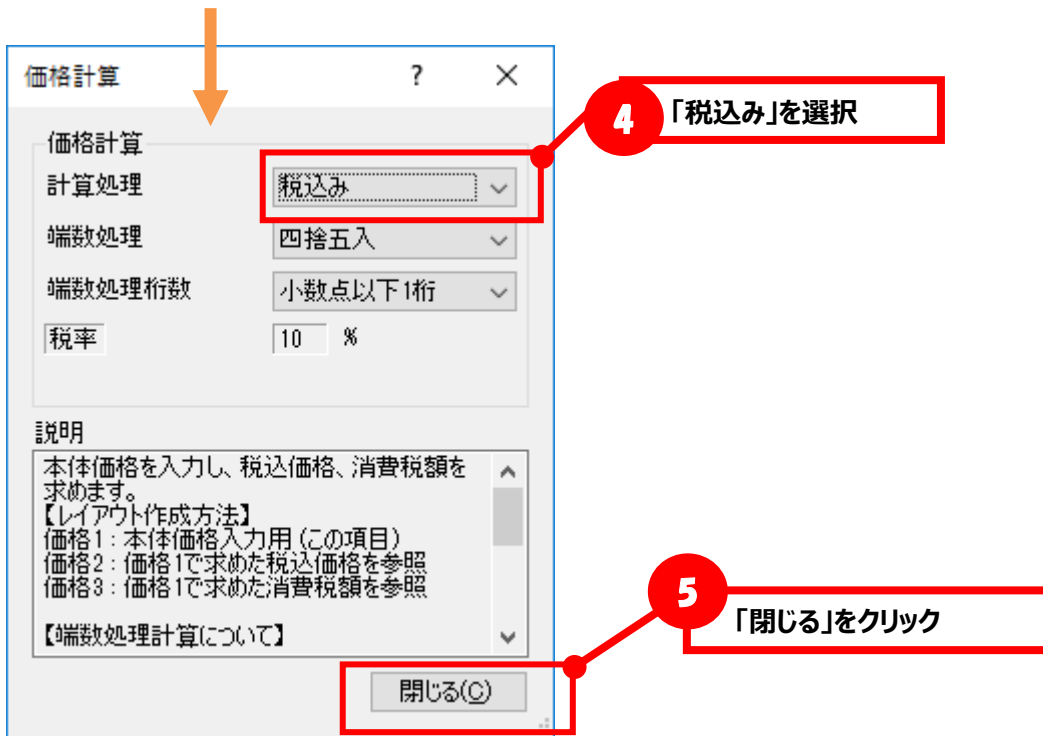 価格計算 ? ×
4 「税込み」を選択
価格計算
計算処理 税込み
端数処理 四捨五入
端数処理桁数 小数点以下1桁
税率 10 %
説明
本体価格を入力し、税込価格、消費税額を
求めます。
【レイアウト作成方法】
価格1：本体価格入力用（この項目）
価格2：価格1で求めた税込価格を参照
価格3：価格1で求めた消費税額を参照
【端数処理計算について】
5 「閉じる」をクリック
閉じる(C)